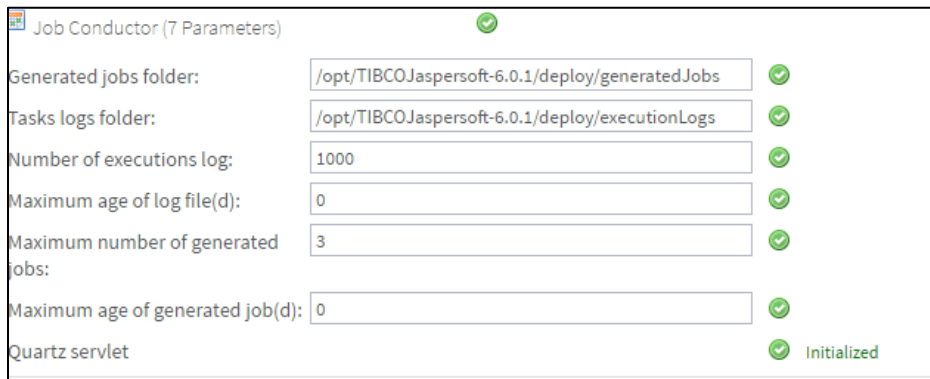 Job Conductor (7 Parameters)
Generated jobs folder: /opt/TIBCOJaspersoft-6.0.1/deploy/generatedJobs
Tasks logs folder: /opt/TIBCOJaspersoft-6.0.1/deploy/executionLogs
Number of executions log: 1000
Maximum age of log file(d): 0
Maximum number of generated 3
jobs:
Maximum age of generated job(d): 0
Quartz servlet Initialized